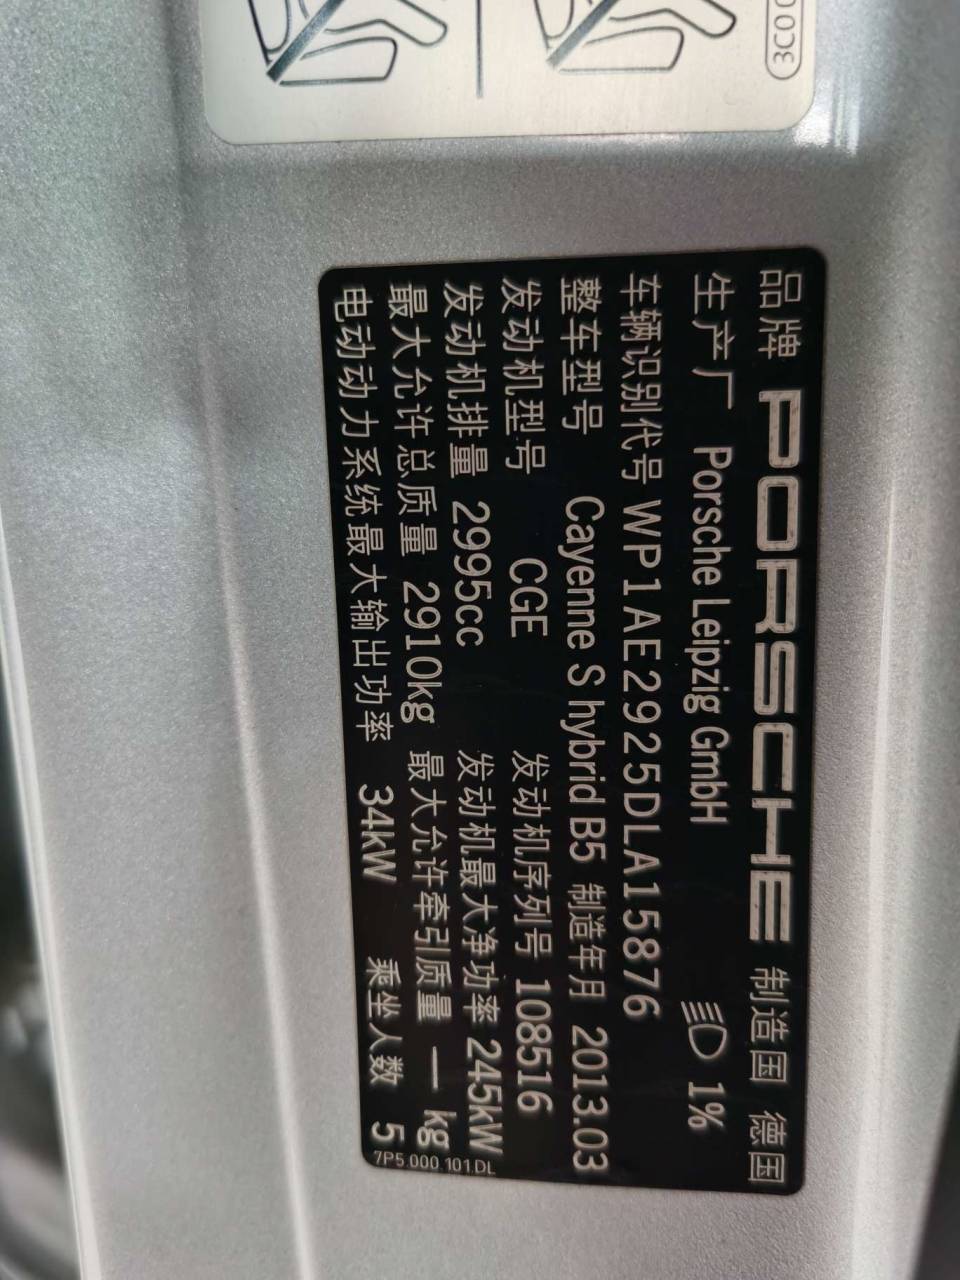 3C0
品牌 PORSCHE 制造国 德国
生产厂 Porsche Leipzig GmbH 1%
车辆识别代号 WP1AE2925DLA15876
整车型号 Cayenne S hybrid B5 制造年月 2013.03
发动机型号 CGE 发动机序列号 108516
发动机排量 2995cc 发动机最大净功率 245kW
最大允许总质量 2910kg 最大允许牵引质量 — kg
电动动力系统最大输出功率 34kW 乘坐人数 5
7P5.000.101.DL